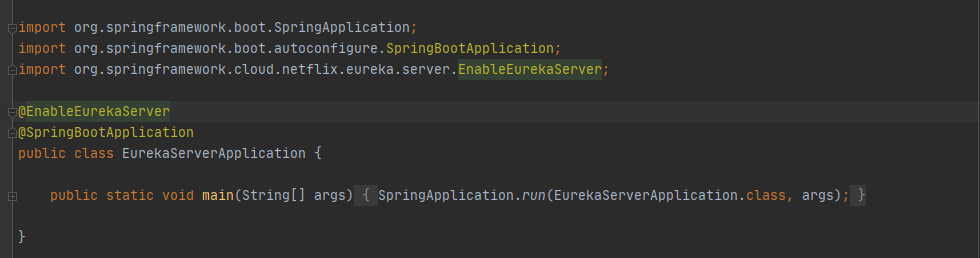 import org.springframework.boot.SpringApplication;
import org.springframework.boot.autoconfigure.SpringBootApplication;
import org.springframework.cloud.netflix.eureka.server.EnableEurekaServer;
@EnableEurekaServer
@SpringBootApplication
public class EurekaServerApplication {
public static void main(String[] args) { SpringApplication.run(EurekaServerApplication.class, args); }
}